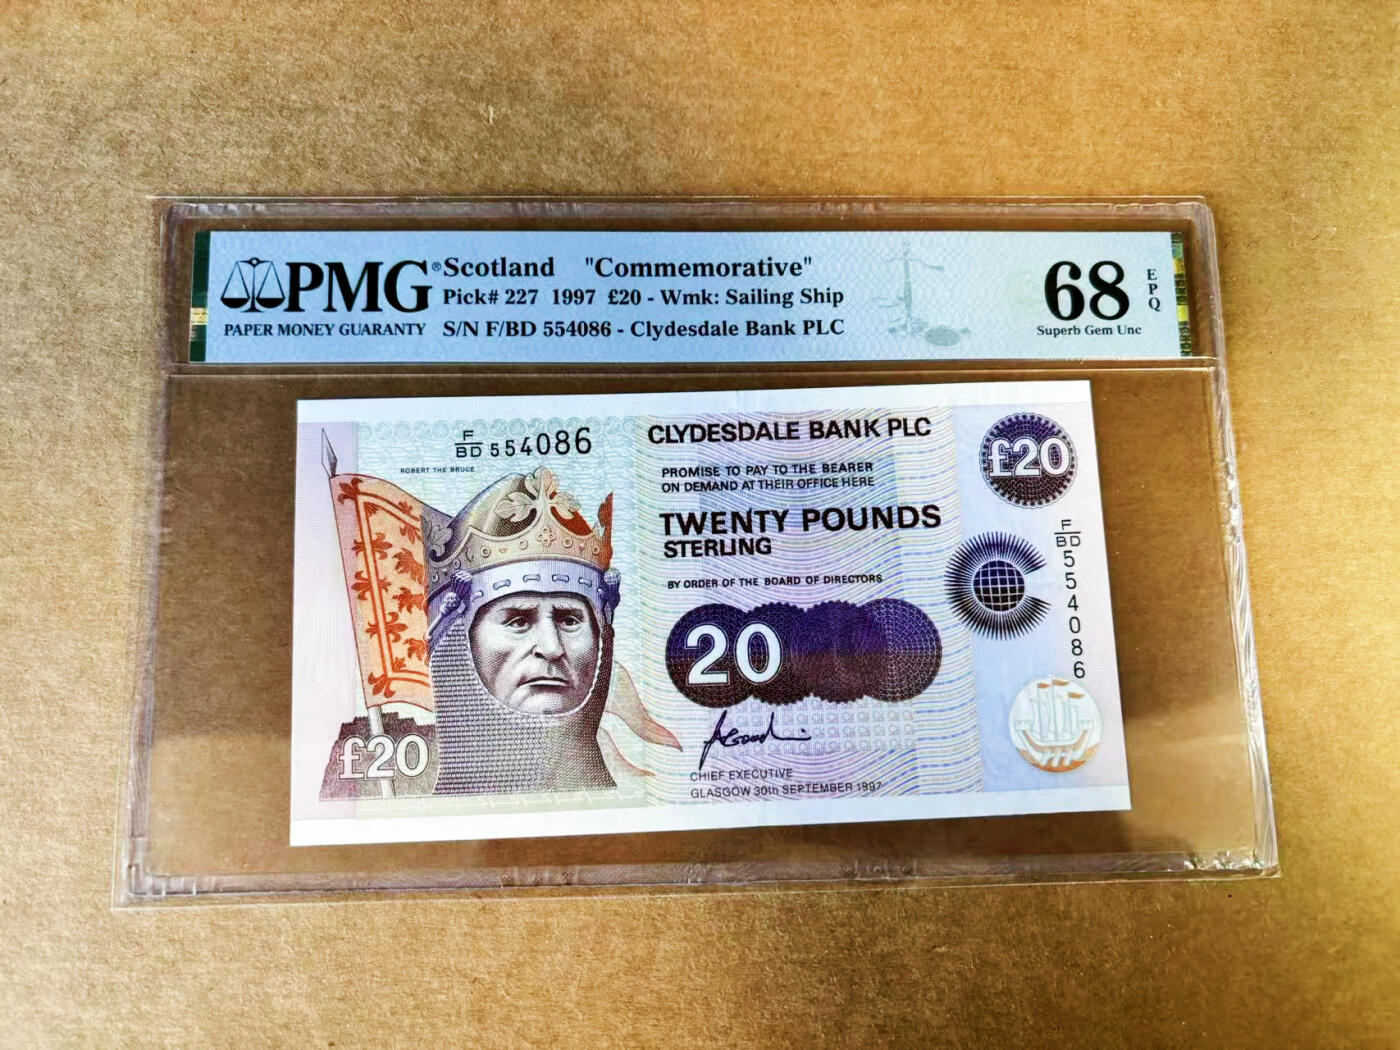 PMG®
PAPER MONEY GUARANTY
Scotland "Commemorative"
Pick# 227 1997 £20 - Wmk: Sailing Ship
S/N F/BD 554086 - Clydesdale Bank PLC
68
EPQ
Superb Gem Unc
F/BD 554086
ROBERT THE BRUCE
CLYDESDALE BANK PLC
PROMISE TO PAY TO THE BEARER
ON DEMAND AT THEIR OFFICE HERE
TWENTY POUNDS
STERLING
BY ORDER OF THE BOARD OF DIRECTORS
20
CHIEF EXECUTIVE
GLASGOW 30th SEPTEMBER 1997
£20
£20
F/BD 554086